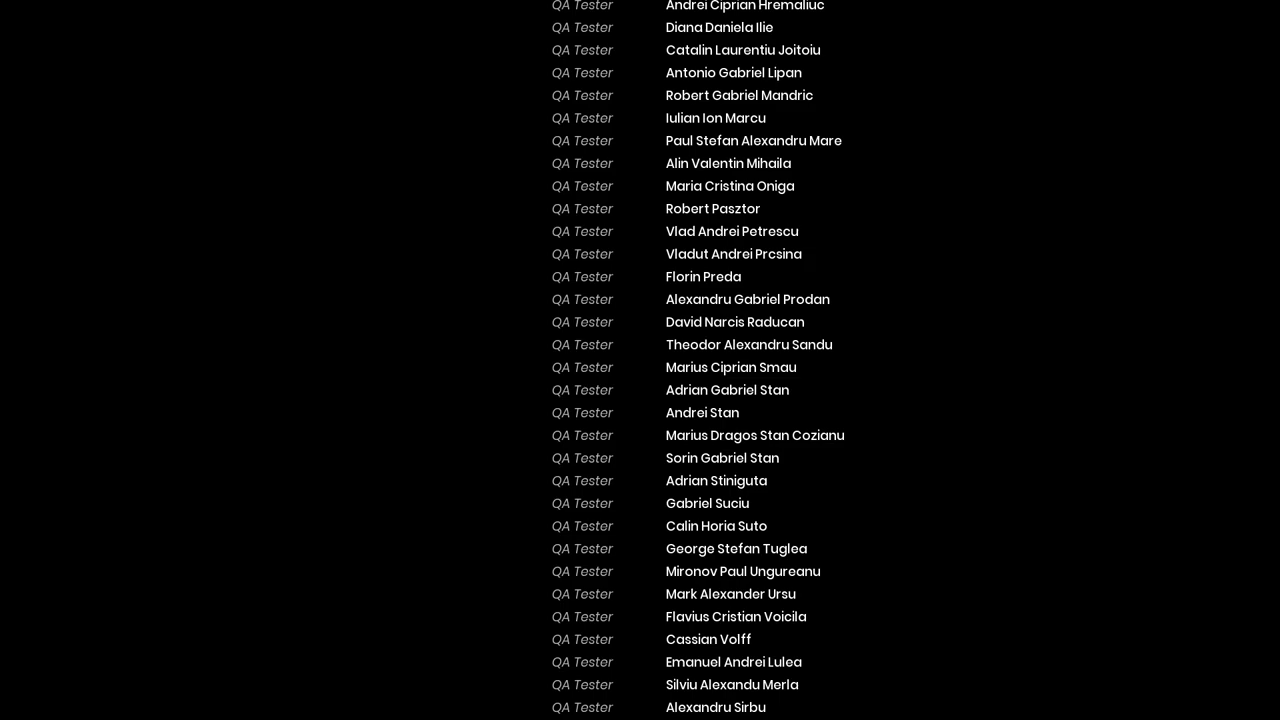 QA Tester Andrei Ciprian Hremaliuc
QA Tester Diana Daniela Ilie
QA Tester Catalin Laurentiu Joitoiu
QA Tester Antonio Gabriel Lipan
QA Tester Robert Gabriel Mandric
QA Tester Iulian Ion Marcu
QA Tester Paul Stefan Alexandru Mare
QA Tester Alin Valentin Mihaila
QA Tester Maria Cristina Oniga
QA Tester Robert Pasztor
QA Tester Vlad Andrei Petrescu
QA Tester Vladut Andrei Prcsina
QA Tester Florin Preda
QA Tester Alexandru Gabriel Prodan
QA Tester David Narcis Raducan
QA Tester Theodor Alexandru Sandu
QA Tester Marius Ciprian Smau
QA Tester Adrian Gabriel Stan
QA Tester Andrei Stan
QA Tester Marius Dragos Stan Cozianu
QA Tester Sorin Gabriel Stan
QA Tester Adrian Stiniguta
QA Tester Gabriel Suciu
QA Tester Calin Horia Suto
QA Tester George Stefan Tuglea
QA Tester Mironov Paul Ungureanu
QA Tester Mark Alexander Ursu
QA Tester Flavius Cristian Voicila
QA Tester Cassian Volff
QA Tester Emanuel Andrei Lulea
QA Tester Silviu Alexandu Merla
QA Tester Alexandru Sirbu